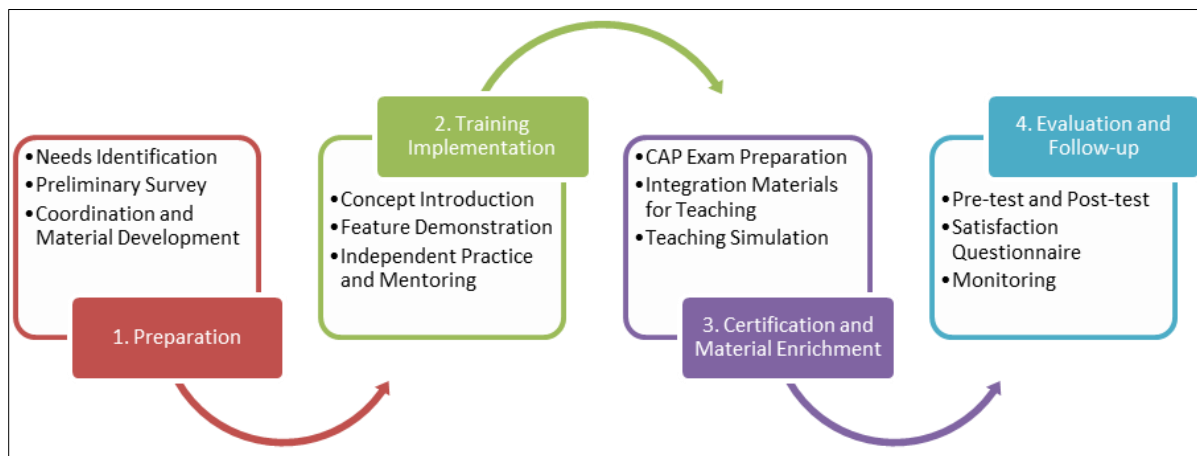 •Needs Identification
•Preliminary Survey
•Coordination and
Material Development
1. Preparation
2. Training
Implementation
•Concept Introduction
•Feature Demonstration
•Independent Practice
and Mentoring
•CAP Exam Preparation
•Integration Materials
for Teaching
•Teaching Simulation
3. Certification and
Material Enrichment
4. Evaluation and
Follow-up
•Pre-test and Post-test
•Satisfaction
Questionnaire
•Monitoring